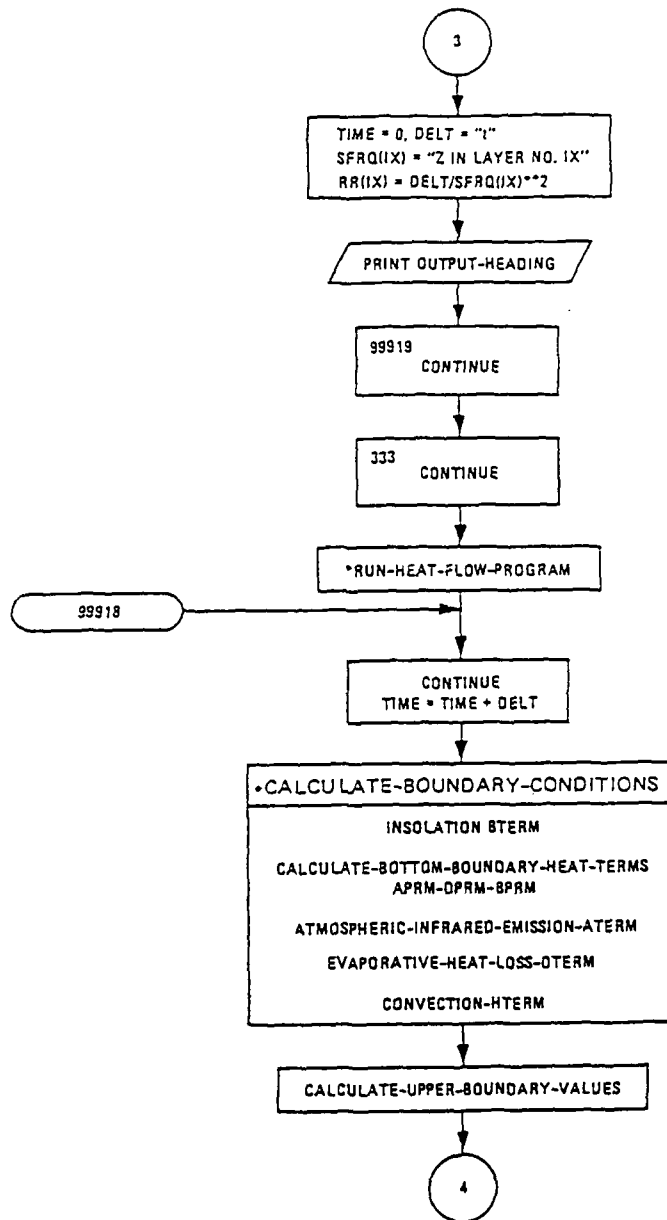 3
TIME = 0, DELT = "t"
SFRQ(IX) = "Z IN LAYER NO. IX"
RR(IX) = DELT/SFRQ(IX)**2
PRINT OUTPUT-HEADING
99919
CONTINUE
333
CONTINUE
*RUN-HEAT-FLOW-PROGRAM
99918
CONTINUE
TIME = TIME + DELT
*CALCULATE-BOUNDARY-CONDITIONS
INSOLATION BTERM
CALCULATE-BOTTOM-BOUNDARY-HEAT-TERMS
APRM-DPRM-BPRM
ATMOSPHERIC-INFRARED-EMISSION-ATERM
EVAPORATIVE-HEAT-LOSS-DTERM
CONVECTION-HTERM
CALCULATE-UPPER-BOUNDARY-VALUES
4